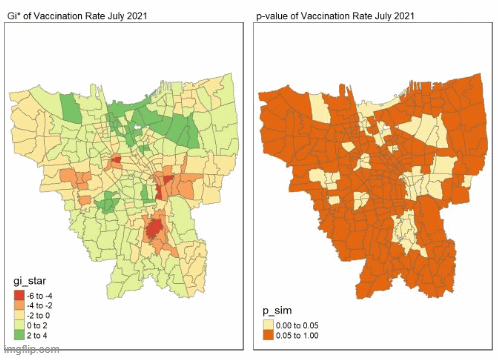 Gi* of Vaccination Rate July 2021
p-value of Vaccination Rate July 2021
gi_star
-6 to -4
-4 to -2
-2 to 0
0 to 2
2 to 4
p_sim
0.00 to 0.05
0.05 to 1.00
imgflip.com